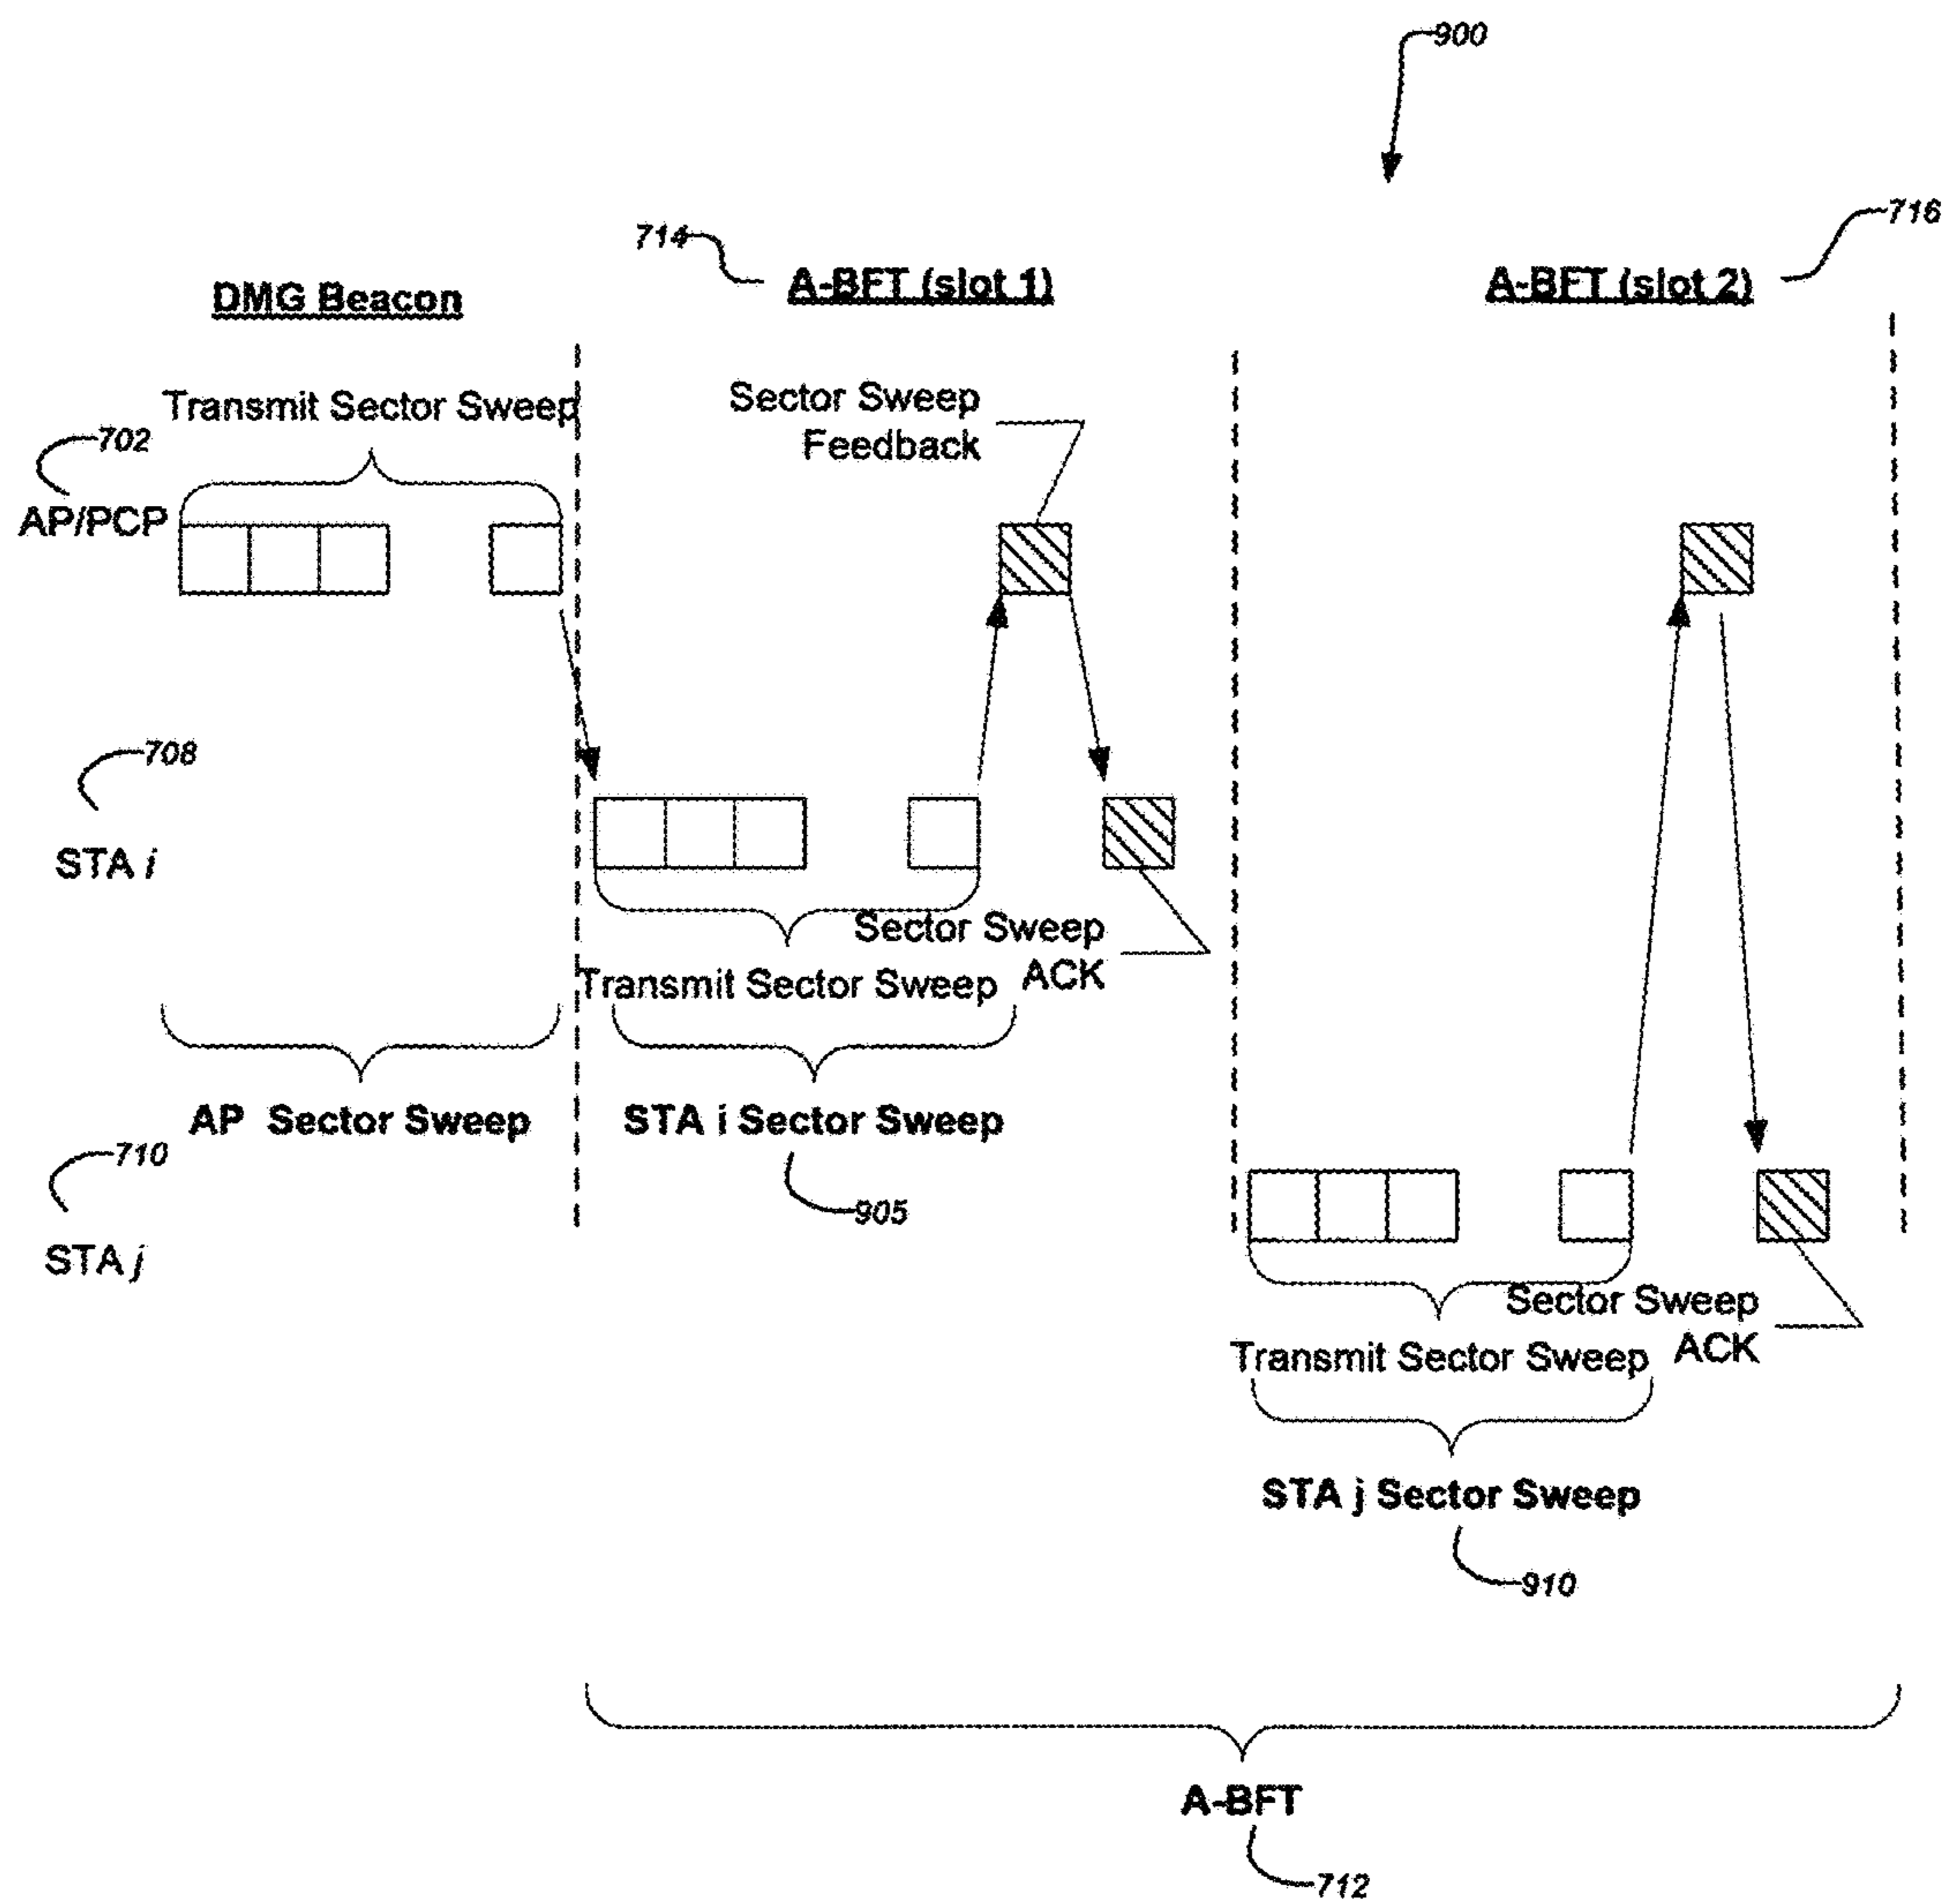 900
714
716
DMG Beacon
A-BFT (slot 1)
A-BFT (slot 2)
Transmit Sector Sweep
Sector Sweep
Feedback
702
AP/PCP
708
STA i
Sector Sweep
ACK
Transmit Sector Sweep
AP Sector Sweep
STA i Sector Sweep
710
905
STA j
Sector Sweep
ACK
Transmit Sector Sweep
STA j Sector Sweep
910
A-BFT
712